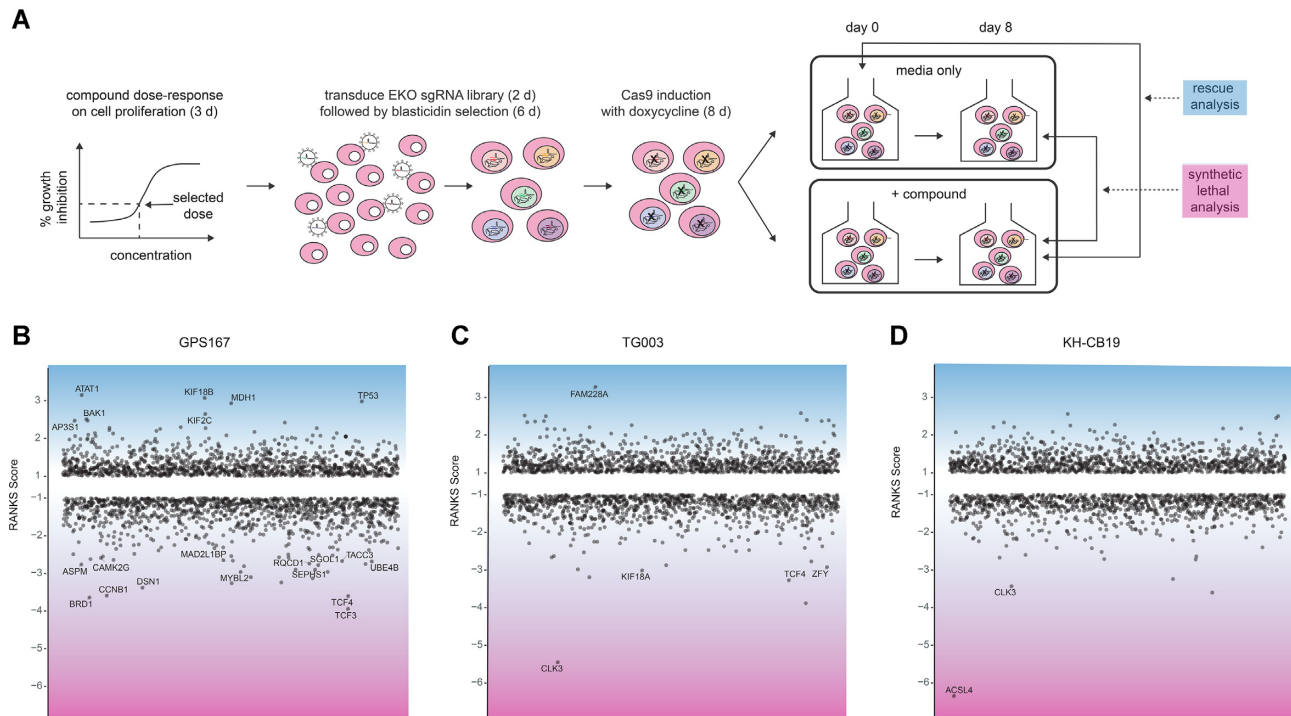 A
day 0 day 8
compound dose-response
on cell proliferation (3 d)
transduce EKO sgRNA library (2 d)
followed by blasticidin selection (6 d)
Cas9 induction
with doxycycline (8 d)
media only
rescue
analysis
% growth
inhibition
selected
dose
concentration
+ compound
synthetic
lethal
analysis
B
GPS167
RANKS Score
3
2
1
−1
−2
−3
−4
−5
−6
ATAT1
KIF18B
MDH1
TP53
BAK1
KIF2C
AP3S1
MAD2L1BP
RQCD1
SGOL1
TACC3
ASPM
CAMK2G
MYBL2
SEPHS1
UBE4B
CCNB1
DSN1
BRD1
TCF4
TCF3
C
TG003
RANKS Score
3
2
1
−1
−2
−3
−4
−5
−6
FAM228A
KIF18A
TCF4
ZFY
CLK3
D
KH-CB19
RANKS Score
3
2
1
−1
−2
−3
−4
−5
−6
CLK3
ACSL4